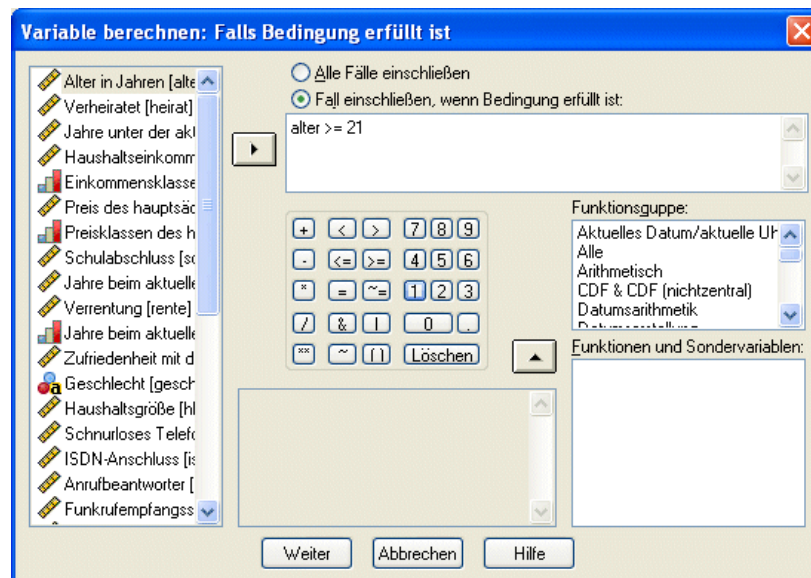 Variable berechnen: Falls Bedingung erfüllt ist
Alter in Jahren [alte
Verheiratet [heirat]
Jahre unter der akt
Haushaltseinkomm
Einkommensklasse
Preis des hauptsäc
Preisklassen des h
Schulabschluss [sc
Jahre beim aktuelle
Verrentung [rente]
Jahre beim aktuelle
Zufriedenheit mit d
Geschlecht [gesch
Haushaltsgröße [hl
Schnurloses Telefo
ISDN-Anschluss [is
Anrufbeantworter [
Funkrufempfangss
Alle Fälle einschließen
Fall einschließen, wenn Bedingung erfüllt ist:
alter >= 21
+ < > 7 8 9
- <= >= 4 5 6
* = ~= 1 2 3
/ & | 0 .
** ~ () Löschen
Funktionsgruppe:
Aktuelles Datum/aktuelle Uh
Alle
Arithmetisch
CDF & CDF (nichtzentral)
Datumsarithmetik
Funktionen und Sondervariablen:
Weiter Abbrechen Hilfe